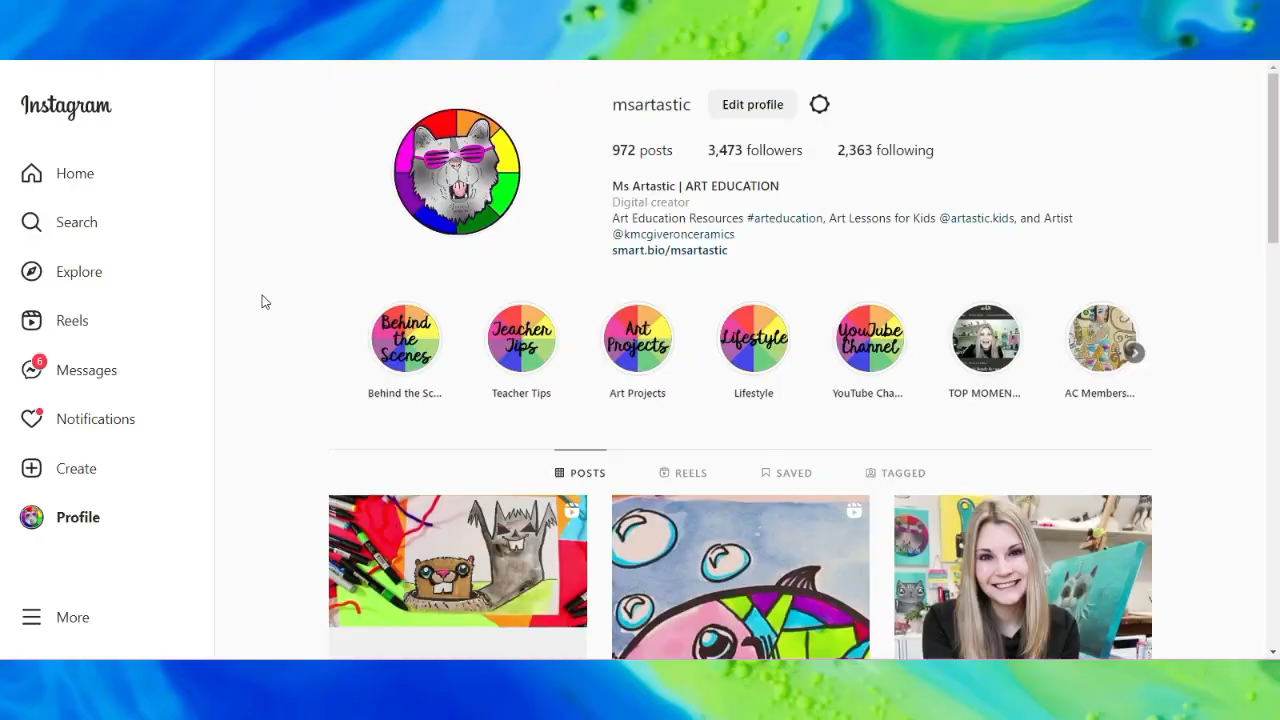 Instagram
Home
Search
Explore
Reels
6
Messages
Notifications
Create
Profile
More
msartastic Edit profile
972 posts 3,473 followers 2,363 following
Ms Artastic | ART EDUCATION
Digital creator
Art Education Resources #arteducation, Art Lessons for Kids @artastic.kids, and Artist
@kmcgiveronceramics
smart.bio/msartastic
Behind
the
Scenes
Teacher
Tips
Art
Projects
Lifestyle
YouTube
Channel
Behind the Sc... Teacher Tips Art Projects Lifestyle YouTube Cha... TOP MOMEN... AC Members...
POSTS REELS SAVED TAGGED